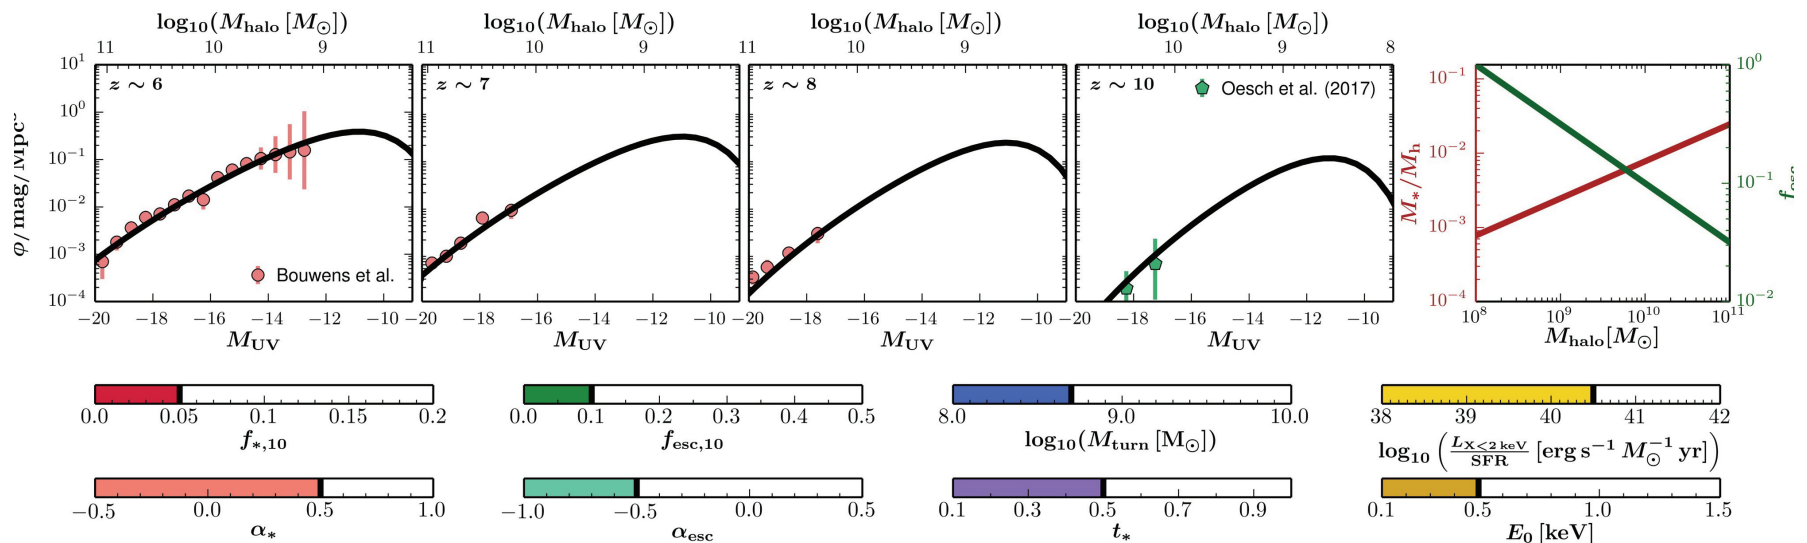 log10(Mhalo [M⊙]) log10(Mhalo [M⊙]) log10(Mhalo [M⊙]) log10(Mhalo [M⊙])
11 10 9 11 10 9 11 10 9 10 9 8
z ∼ 6 z ∼ 7 z ∼ 8 z ∼ 10
Oesch et al. (2017)
Bouwens et al.
10^1
10^0
10^−1
10^−2
10^−3
10^−4
ϕ/mag/Mpc
−20 −18 −16 −14 −12 −10
MUV
−20 −18 −16 −14 −12 −10
MUV
−20 −18 −16 −14 −12 −10
MUV
−20 −18 −16 −14 −12 −10
MUV
10^−1
10^−2
10^−3
10^−4
M*/Mh
10^0
10^−1
10^−2
fesc
10^8 10^9 10^10 10^11
Mhalo[M⊙]
0.0 0.05 0.1 0.15 0.2
f*,10
0.0 0.1 0.2 0.3 0.4 0.5
fesc,10
8.0 9.0 10.0
log10(Mturn [M⊙])
38 39 40 41 42
log10 (LX<2 keV/SFR [erg s^−1 M⊙^−1 yr])
−0.5 0.0 0.5 1.0
α*
−1.0 −0.5 0.0 0.5
αesc
0.1 0.3 0.5 0.7 0.9
t*
0.1 0.5 1.0 1.5
E0 [keV]